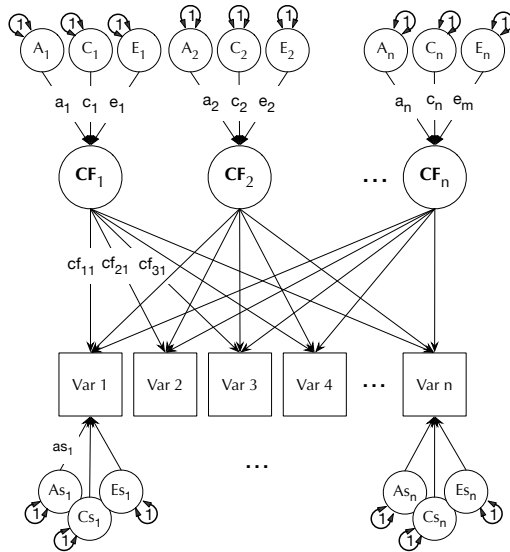 1 1 1 1 1 1 1 1 1
A₁ C₁ E₁ A₂ C₂ E₂ Aₙ Cₙ Eₙ
a₁ c₁ e₁ a₂ c₂ e₂ aₙ cₙ eₘ
CF₁ CF₂ ... CFₙ
cf₁₁ cf₂₁ cf₃₁
Var 1 Var 2 Var 3 Var 4 ... Var n
as₁
...
As₁ Es₁ Asₙ Esₙ
Cs₁ Csₙ
1 1 1 1
1 1